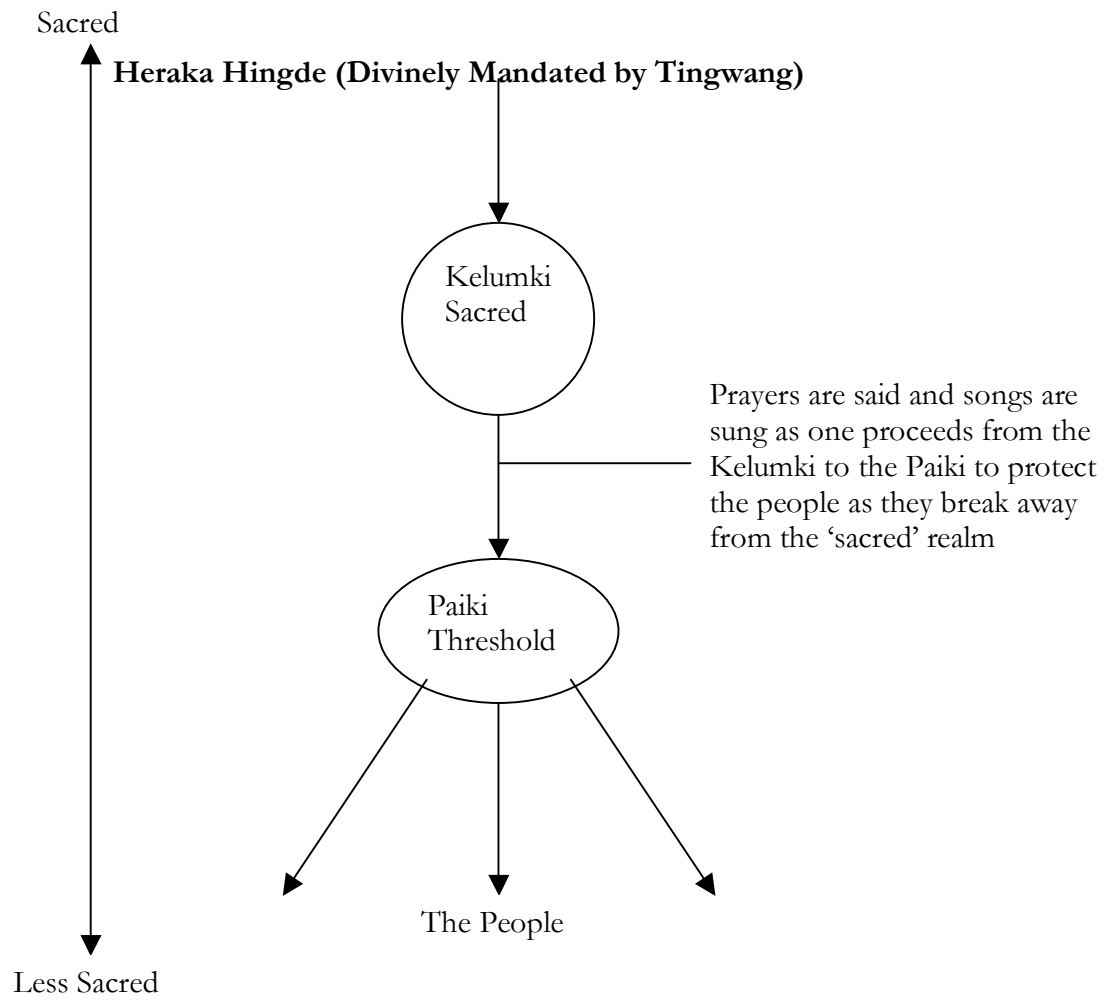 Sacred
Heraka Hingde (Divinely Mandated by Tingwang)
Kelumki
Sacred
Prayers are said and songs are
sung as one proceeds from the
Kelumki to the Paiki to protect
the people as they break away
from the ‘sacred’ realm
Paiki
Threshold
The People
Less Sacred